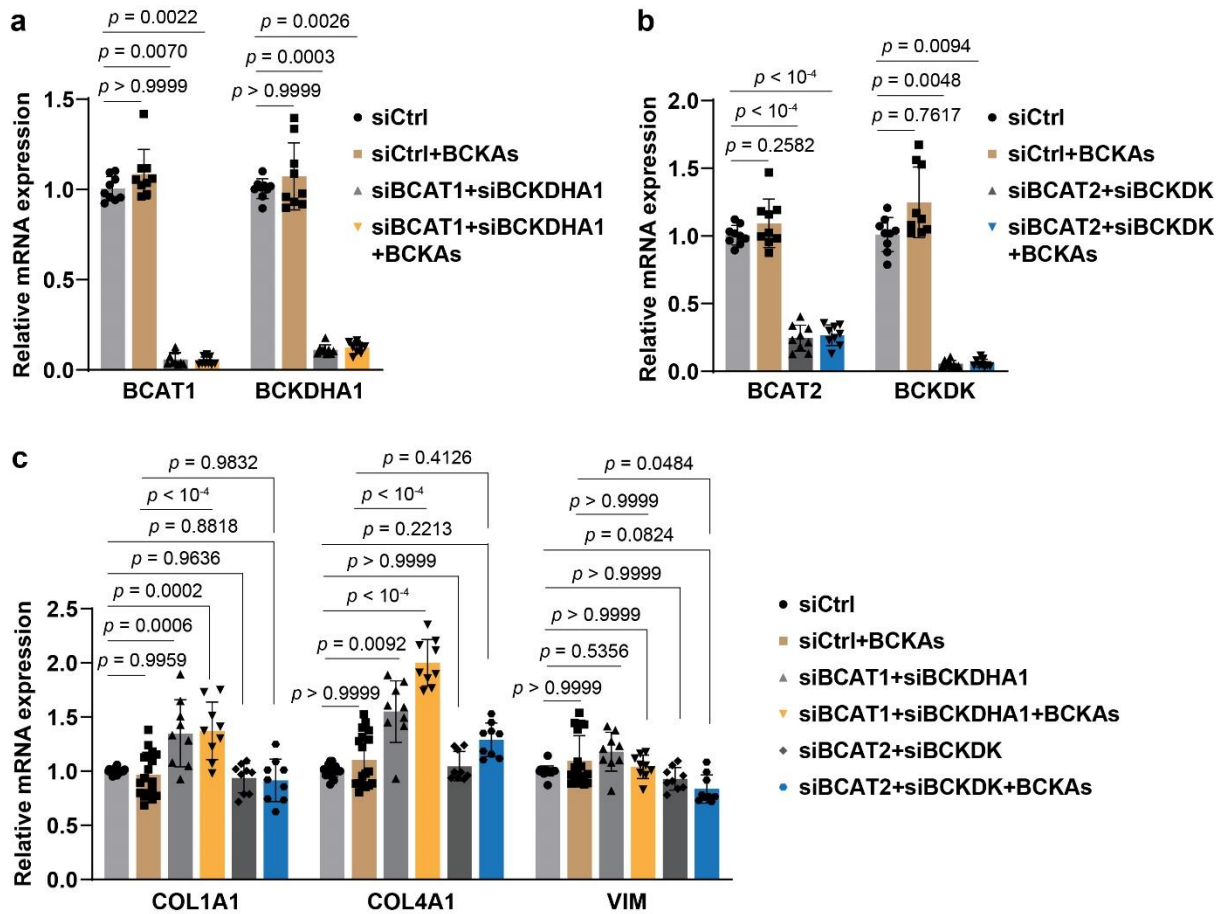 a
p = 0.0022
p = 0.0026
p = 0.0070
p = 0.0003
p > 0.9999
p > 0.9999
Relative mRNA expression
1.5
1.0
0.5
0.0
BCAT1
BCKDHA1
siCtrl
siCtrl+BCKAs
siBCAT1+siBCKDHA1
siBCAT1+siBCKDHA1
+BCKAs
b
p = 0.0094
p < 10⁻⁴
p = 0.0048
p < 10⁻⁴
p = 0.7617
p = 0.2582
Relative mRNA expression
2.0
1.5
1.0
0.5
0.0
BCAT2
BCKDK
siCtrl
siCtrl+BCKAs
siBCAT2+siBCKDK
siBCAT2+siBCKDK
+BCKAs
c
p = 0.9832
p < 10⁻⁴
p = 0.8818
p = 0.9636
p = 0.0002
p = 0.0006
p = 0.9959
p = 0.4126
p < 10⁻⁴
p = 0.2213
p > 0.9999
p < 10⁻⁴
p = 0.0092
p > 0.9999
p = 0.0484
p > 0.9999
p = 0.0824
p > 0.9999
p > 0.9999
p = 0.5356
p > 0.9999
Relative mRNA expression
2.5
2.0
1.5
1.0
0.5
0.0
COL1A1
COL4A1
VIM
siCtrl
siCtrl+BCKAs
siBCAT1+siBCKDHA1
siBCAT1+siBCKDHA1+BCKAs
siBCAT2+siBCKDK
siBCAT2+siBCKDK+BCKAs